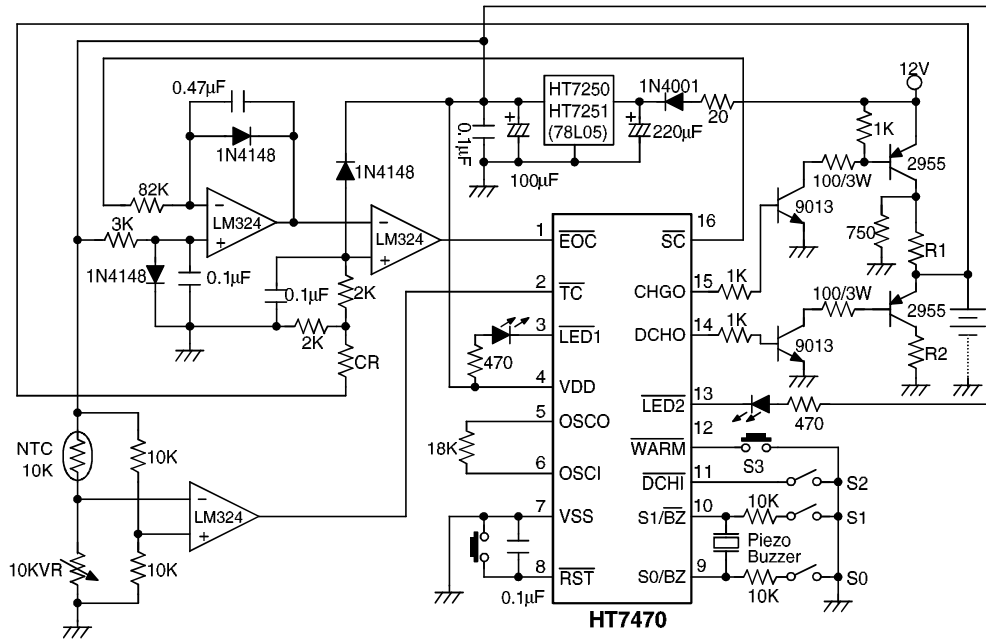 12V
0.47µF
1N4148
HT7250
HT7251
(78L05)
1N4001
20
0.1µF
+
100µF
+
220µF
1K
2955
100/3W
9013
750
R1
82K
−
+
LM324
3K
1N4148
0.1µF
1N4148
−
+
LM324
0.1µF
2K
2K
CR
1
EOC
16
SC
2
TC
15
CHGO
1K
3
LED1
470
14
DCHO
1K
9013
100/3W
2955
R2
4
VDD
13
LED2
470
5
OSCO
12
WARM
S3
18K
6
OSCI
11
DCHI
S2
7
VSS
10
S1/BZ
10K
S1
Piezo
Buzzer
8
RST
0.1µF
9
S0/BZ
10K
S0
HT7470
NTC
10K
10K
−
+
LM324
10KVR
10K